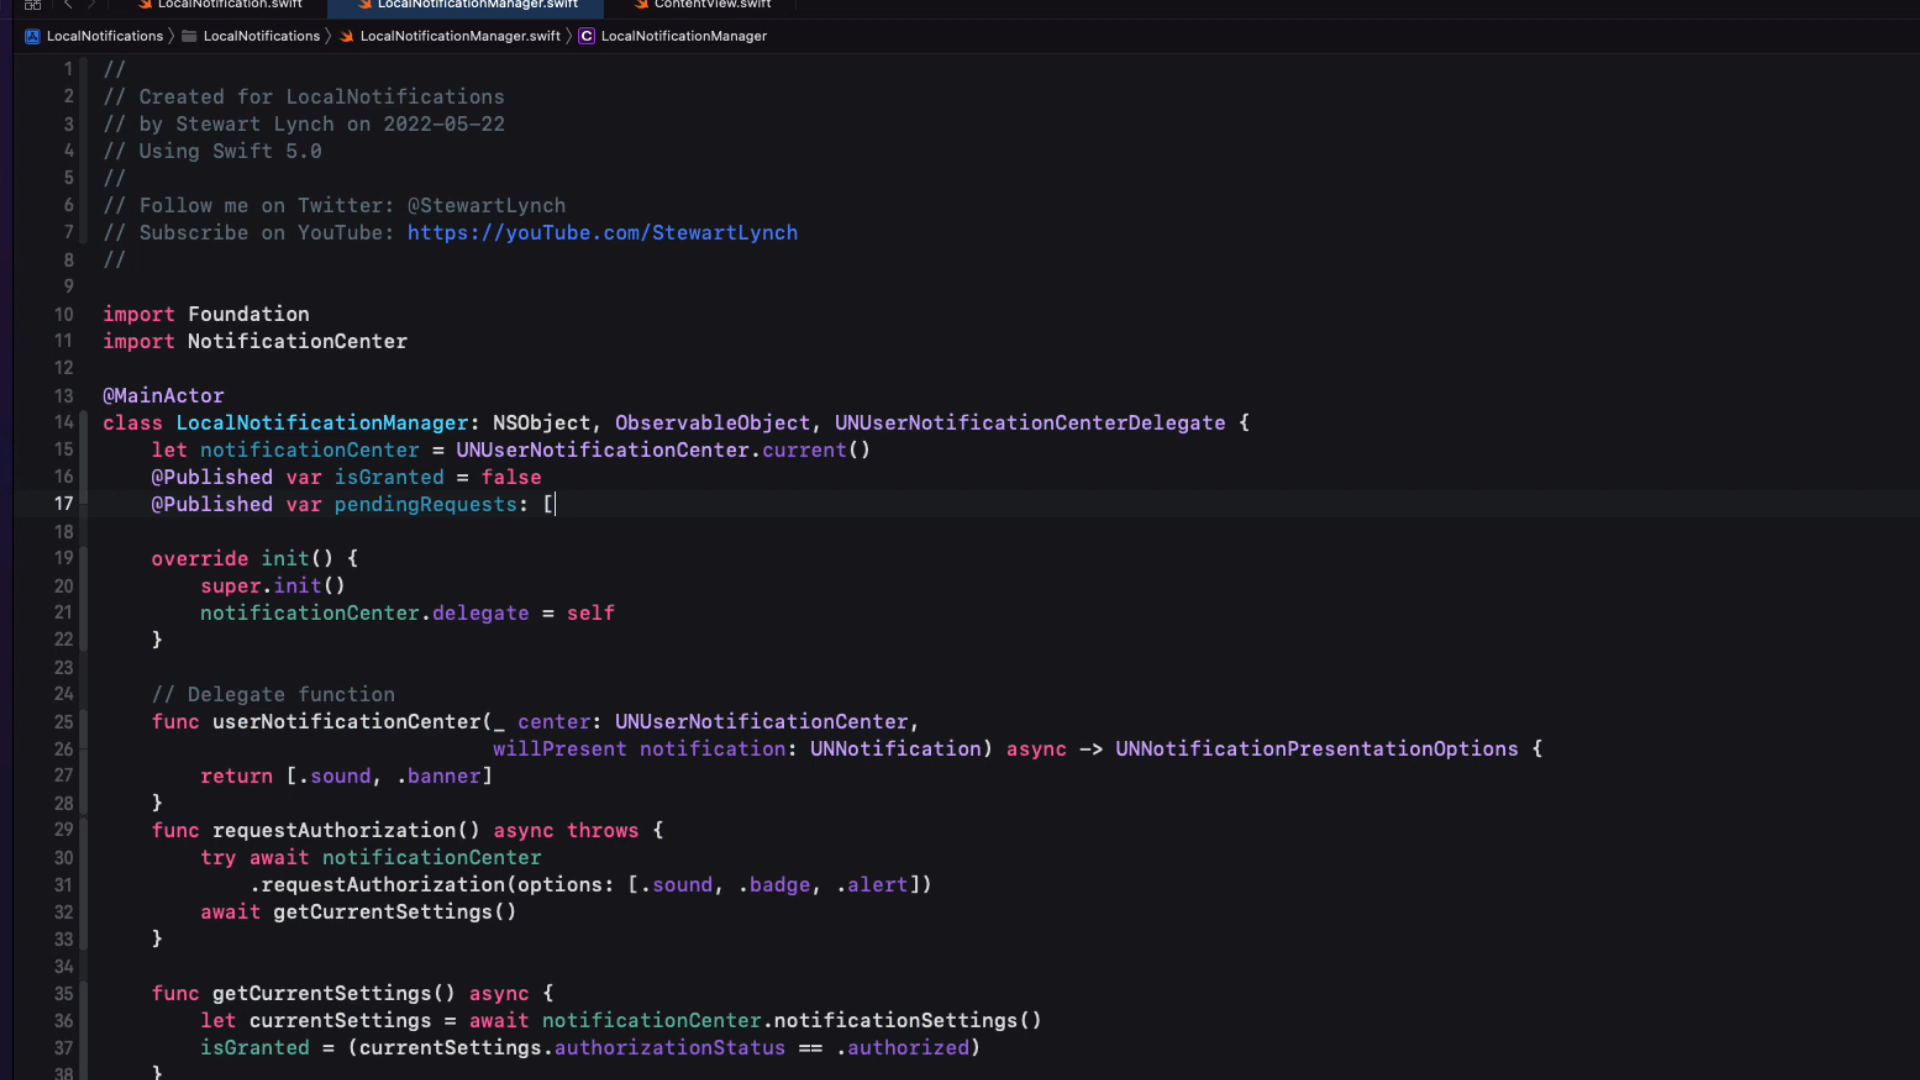 LocalNotification.swift LocalNotificationManager.swift ContentView.swift
LocalNotifications 〉 LocalNotifications 〉 LocalNotificationManager.swift 〉 C LocalNotificationManager
1 //
2 // Created for LocalNotifications
3 // by Stewart Lynch on 2022-05-22
4 // Using Swift 5.0
5 //
6 // Follow me on Twitter: @StewartLynch
7 // Subscribe on YouTube: https://youTube.com/StewartLynch
8 //
9
10 import Foundation
11 import NotificationCenter
12
13 @MainActor
14 class LocalNotificationManager: NSObject, ObservableObject, UNUserNotificationCenterDelegate {
15 let notificationCenter = UNUserNotificationCenter.current()
16 @Published var isGranted = false
17 @Published var pendingRequests: [
18
19 override init() {
20 super.init()
21 notificationCenter.delegate = self
22 }
23
24 // Delegate function
25 func userNotificationCenter(_ center: UNUserNotificationCenter,
26 willPresent notification: UNNotification) async -> UNNotificationPresentationOptions {
27 return [.sound, .banner]
28 }
29 func requestAuthorization() async throws {
30 try await notificationCenter
31 .requestAuthorization(options: [.sound, .badge, .alert])
32 await getCurrentSettings()
33 }
34
35 func getCurrentSettings() async {
36 let currentSettings = await notificationCenter.notificationSettings()
37 isGranted = (currentSettings.authorizationStatus == .authorized)
38 }